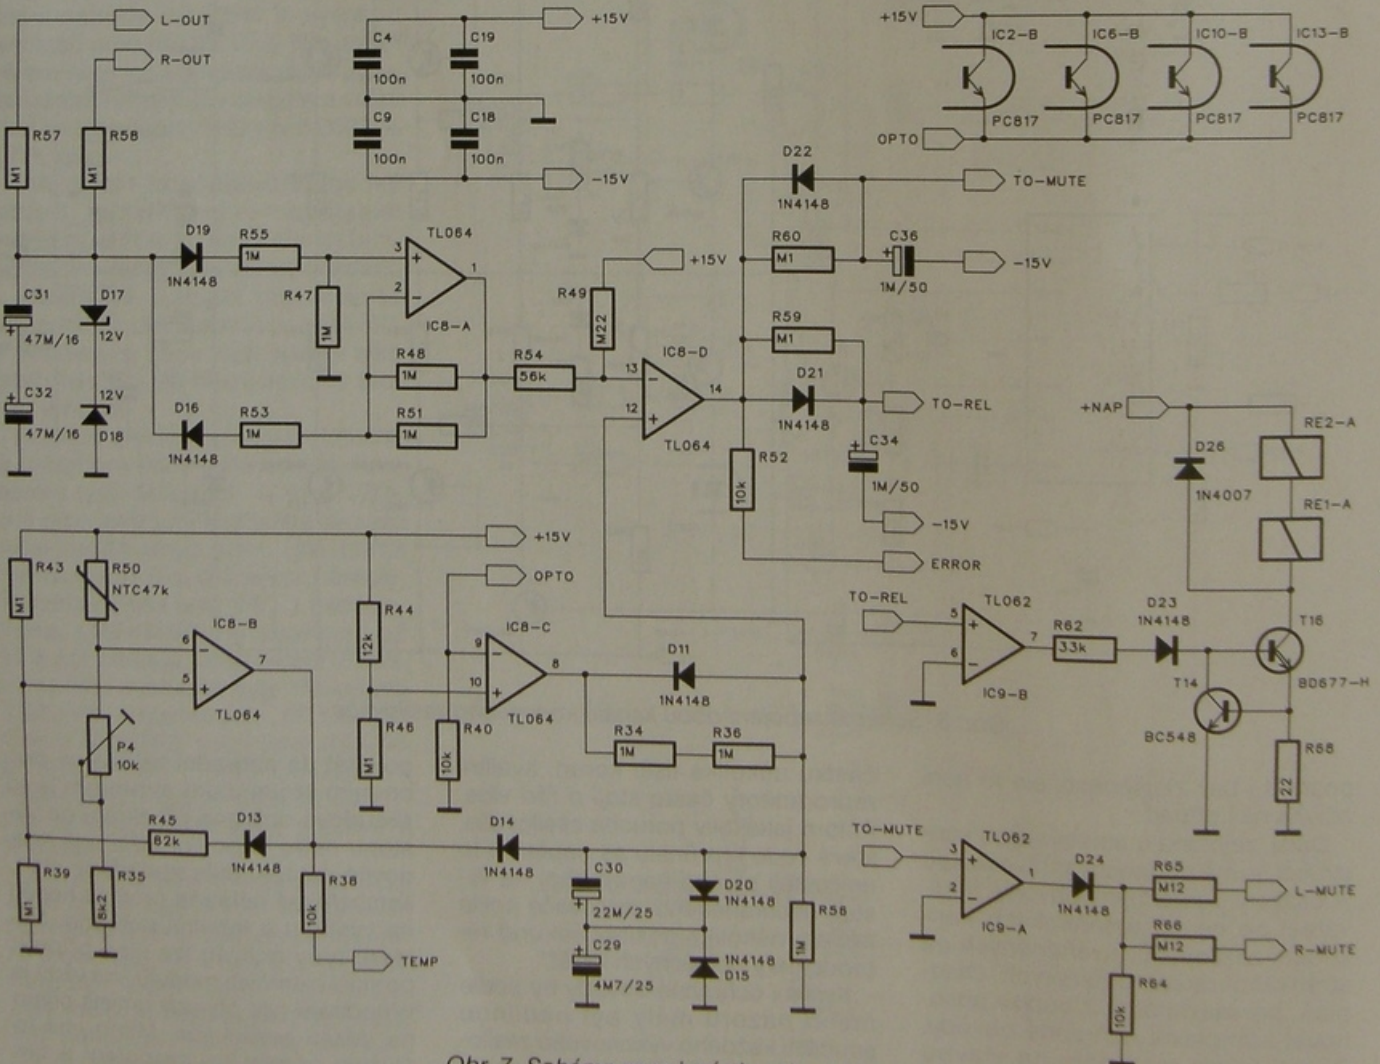 L-OUT
R-OUT
R57
M1
R58
M1
C4
100n
C19
100n
C9
100n
C18
100n
+15V
-15V
+15V
IC2-B
IC6-B
IC10-B
IC13-B
PC817
PC817
PC817
PC817
OPTO
D22
1N4148
TO-MUTE
R60
M1
C36
+
1M/50
-15V
D19
1N4148
R55
1M
TL064
3
+
2
-
1
IC8-A
R47
1M
+15V
R49
M22
C31
+
47M/16
D17
12V
R59
M1
R48
1M
R54
56k
IC8-D
13
-
12
+
14
TL064
D21
1N4148
TO-REL
C32
+
47M/16
12V
D18
D16
1N4148
R53
1M
R51
1M
R52
10k
C34
+
1M/50
-15V
ERROR
+NAP
RE2-A
D26
1N4007
RE1-A
R43
M1
R50
NTC47k
+15V
OPTO
R44
12k
IC8-B
6
-
5
+
7
TL064
IC8-C
9
-
10
+
8
TL064
D11
1N4148
R34
1M
R36
1M
TO-REL
TL062
5
+
6
-
7
IC9-B
R62
33k
D23
1N4148
T16
BD677-H
T14
BC548
R68
2.2
P4
10k
R46
M1
R40
10k
R45
82k
D13
1N4148
D14
1N4148
R39
M1
R35
8k2
R38
10k
TEMP
C30
+
22M/25
C29
+
4M7/25
D20
1N4148
1N4148
D15
R56
1M
TO-MUTE
TL062
3
+
2
-
1
IC9-A
D24
1N4148
R65
M12
L-MUTE
R66
M12
R-MUTE
R64
10k
Obr. 7. Schéma